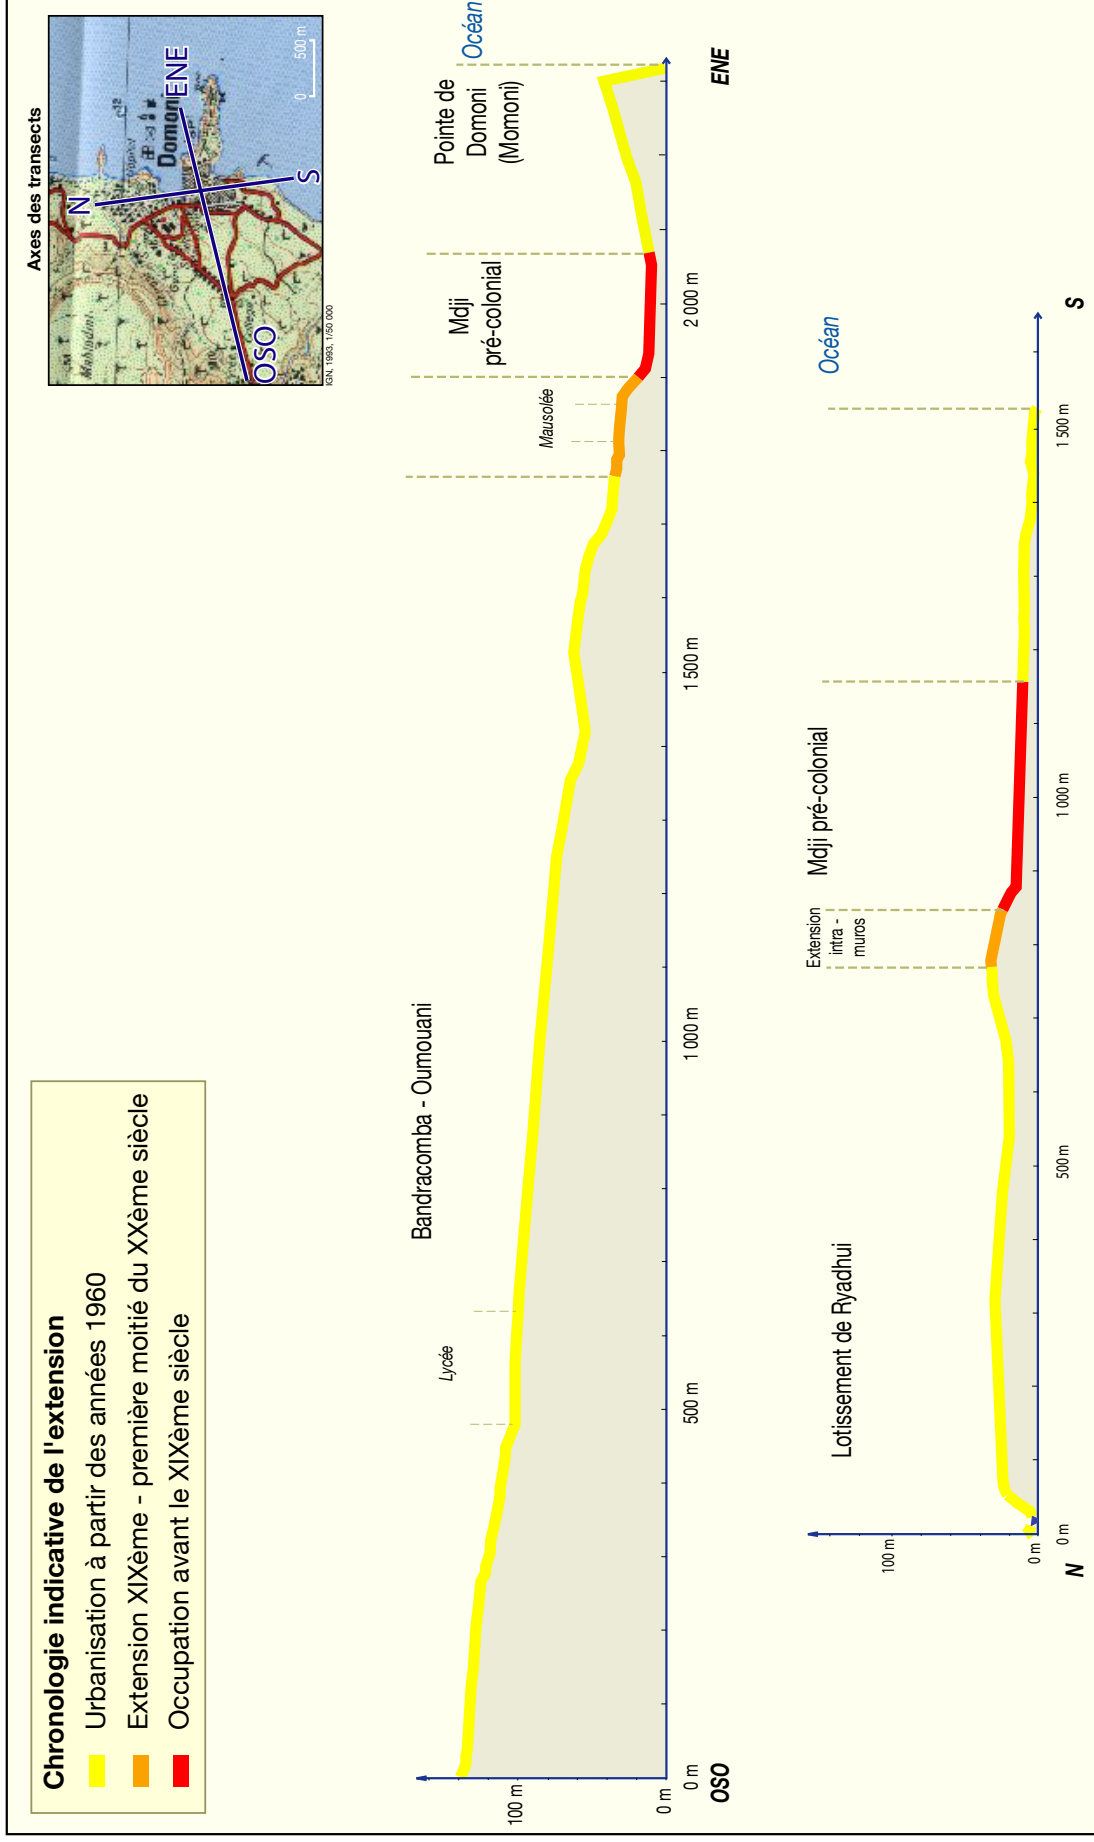 Chronologie indicative de l'extension
Urbanisation à partir des années 1960
Extension XIXème - première moitié du XXème siècle
Occupation avant le XIXème siècle
Axes des transects
N
ENE
Domoni
S
OSO
0 500 m
Mabindini
IGN, 1993, 1/50 000
Lycée
Bandracomba - Oumouani
Mausolée
Mdji
pré-colonial
Pointe de
Domoni
(Momoni)
Océan
100 m
0 m
0 m
500 m
1 000 m
1 500 m
2 000 m
OSO
ENE
Lotissement de Ryadhui
Extension
intra -
muros
Mdji pré-colonial
Océan
100 m
0 m
0 m
500 m
1 000 m
1 500 m
N
S